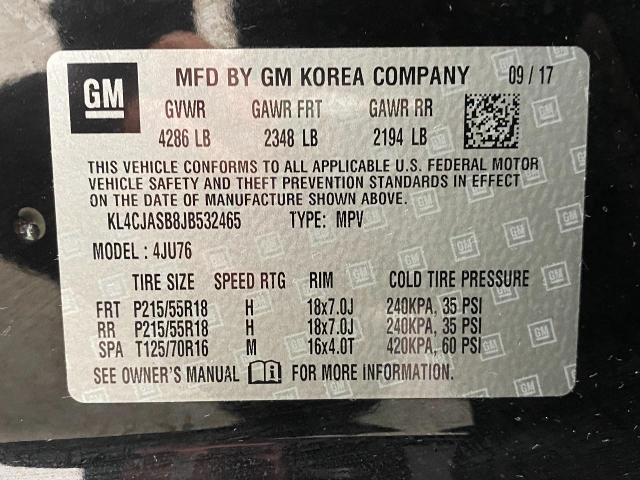 GM MFD BY GM KOREA COMPANY 09/17
GVWR GAWR FRT GAWR RR
4286 LB 2348 LB 2194 LB
THIS VEHICLE CONFORMS TO ALL APPLICABLE U.S. FEDERAL MOTOR
VEHICLE SAFETY AND THEFT PREVENTION STANDARDS IN EFFECT
ON THE DATE OF MANUFACTURE SHOWN ABOVE.
KL4CJASB8JB532465 TYPE: MPV
MODEL : 4JU76
TIRE SIZE SPEED RTG RIM COLD TIRE PRESSURE
FRT P215/55R18 H 18x7.0J 240KPA, 35 PSI
RR P215/55R18 H 18x7.0J 240KPA, 35 PSI
SPA T125/70R16 M 16x4.0T 420KPA, 60 PSI
SEE OWNER'S MANUAL i FOR MORE INFORMATION.